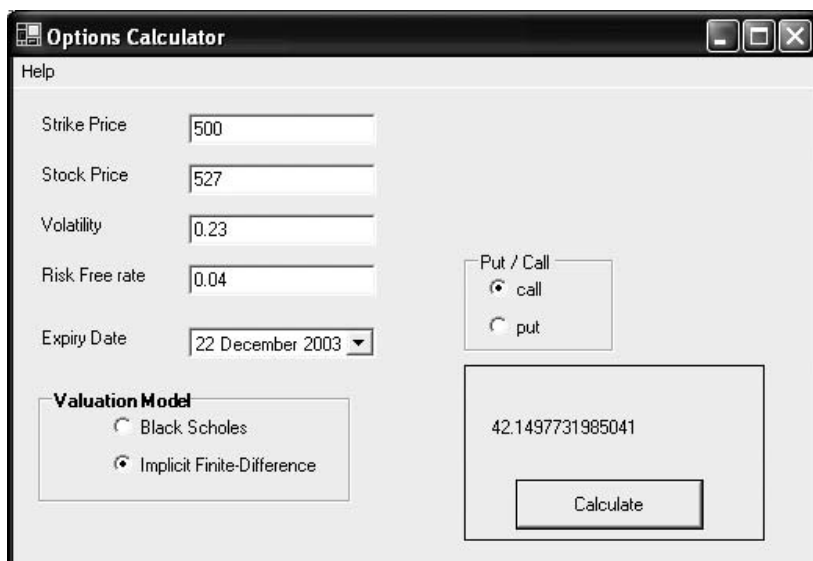 Options Calculator
Help
Strike Price 500
Stock Price 527
Volatility 0.23
Risk Free rate 0.04
Expiry Date 22 December 2003
Put / Call
call
put
Valuation Model
Black Scholes
Implicit Finite-Difference
42.1497731985041
Calculate